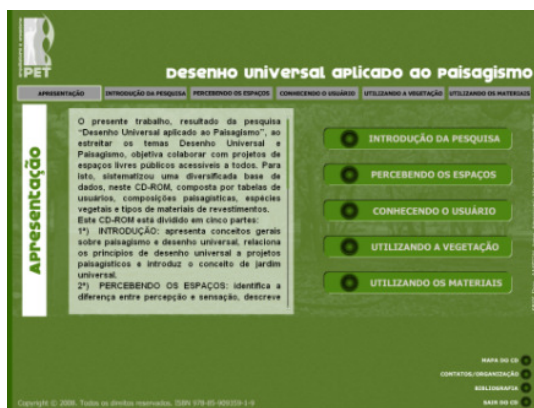 PET
Desenho Universal aplicado ao Paisagismo
APRESENTAÇÃO INTRODUÇÃO DA PESQUISA PERCEBENDO OS ESPAÇOS CONHECENDO O USUÁRIO UTILIZANDO A VEGETAÇÃO UTILIZANDO OS MATERIAIS
Apresentação
O presente trabalho, resultado da pesquisa
"Desenho Universal aplicado ao Paisagismo", ao
estreitar os temas Desenho Universal e
Paisagismo, objetiva colaborar com projetos de
espaços livres públicos acessíveis a todos. Para
isto, sistematizou uma diversificada base de
dados, neste CD-ROM, composta por tabelas de
usuários, composições paisagísticas, espécies
vegetais e tipos de materiais de revestimentos.
Este CD-ROM está dividido em cinco partes:
1ª) INTRODUÇÃO: apresenta conceitos gerais
sobre paisagismo e desenho universal, relaciona
os princípios de desenho universal a projetos
paisagísticos e introduz o conceito de jardim
universal.
2ª) PERCEBENDO OS ESPAÇOS: identifica a
diferença entre percepção e sensação, descreve
INTRODUÇÃO DA PESQUISA
PERCEBENDO OS ESPAÇOS
CONHECENDO O USUÁRIO
UTILIZANDO A VEGETAÇÃO
UTILIZANDO OS MATERIAIS
MAPA DO CD
CONTATOS/ORGANIZAÇÃO
BIBLIOGRAFIA
SAIR DO CD
Copyright © 2008. Todos os direitos reservados. ISBN